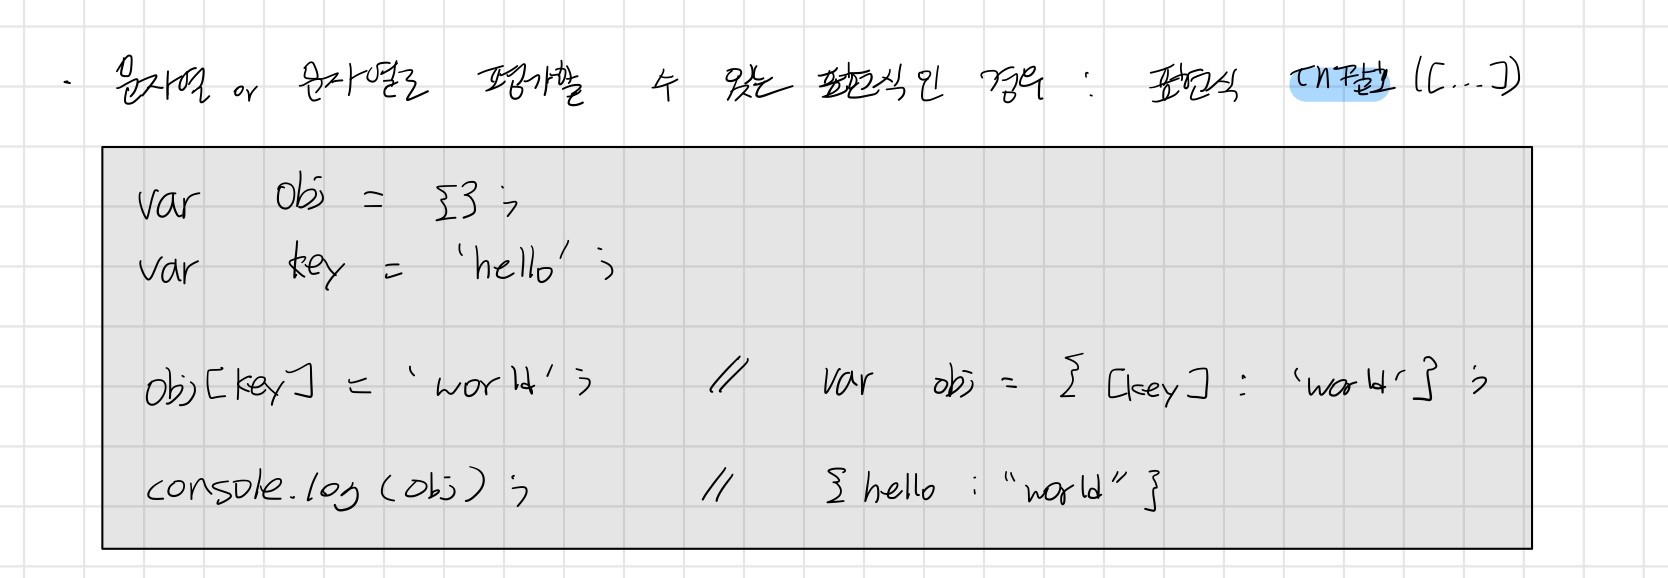 · 문자열 or 문자열로 평가할 수 있는 표현식인 경우 : 표현식 대괄호 ([...])
var obj = {};
var key = 'hello';
obj[key] = 'world'; // var obj = { [key] : 'world' };
console.log(obj); // { hello : "world" }